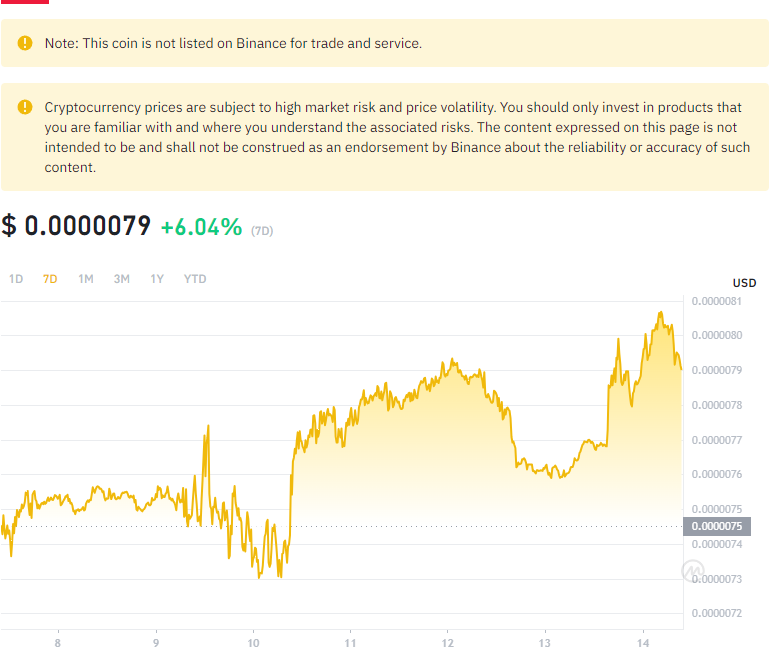 Note: This coin is not listed on Binance for trade and service.
Cryptocurrency prices are subject to high market risk and price volatility. You should only invest in products that
you are familiar with and where you understand the associated risks. The content expressed on this page is not
intended to be and shall not be construed as an endorsement by Binance about the reliability or accuracy of such
content.
$ 0.0000079 +6.04% (7D)
1D 7D 1M 3M 1Y YTD
USD
0.0000081
0.0000080
0.0000079
0.0000078
0.0000077
0.0000076
0.0000075
0.0000075
0.0000074
0.0000073
0.0000072
8 9 10 11 12 13 14